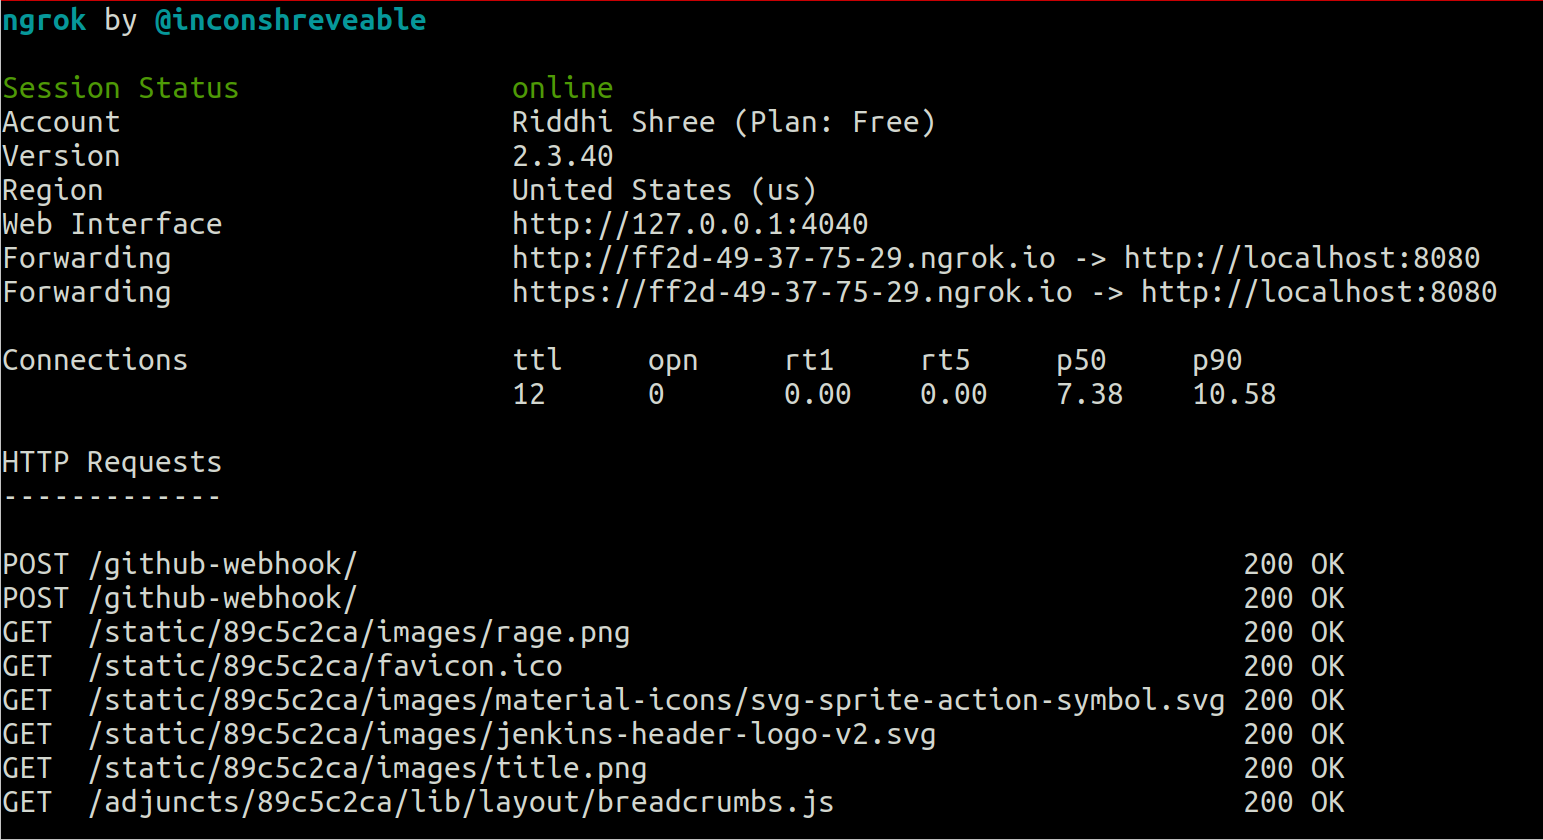 ngrok by @inconshreveable
Session Status online
Account Riddhi Shree (Plan: Free)
Version 2.3.40
Region United States (us)
Web Interface http://127.0.0.1:4040
Forwarding http://ff2d-49-37-75-29.ngrok.io -> http://localhost:8080
Forwarding https://ff2d-49-37-75-29.ngrok.io -> http://localhost:8080
Connections ttl opn rt1 rt5 p50 p90
12 0 0.00 0.00 7.38 10.58
HTTP Requests
-------------
POST /github-webhook/ 200 OK
POST /github-webhook/ 200 OK
GET /static/89c5c2ca/images/rage.png 200 OK
GET /static/89c5c2ca/favicon.ico 200 OK
GET /static/89c5c2ca/images/material-icons/svg-sprite-action-symbol.svg 200 OK
GET /static/89c5c2ca/images/jenkins-header-logo-v2.svg 200 OK
GET /static/89c5c2ca/images/title.png 200 OK
GET /adjuncts/89c5c2ca/lib/layout/breadcrumbs.js 200 OK